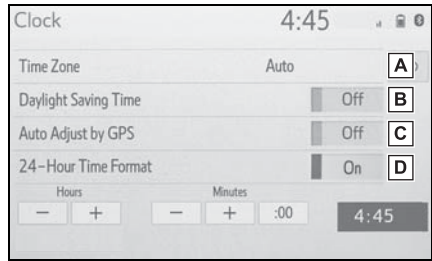 Clock 4:45
Time Zone Auto A
Daylight Saving Time Off B
Auto Adjust by GPS Off C
24-Hour Time Format On D
Hours Minutes
− + − + :00 4:45